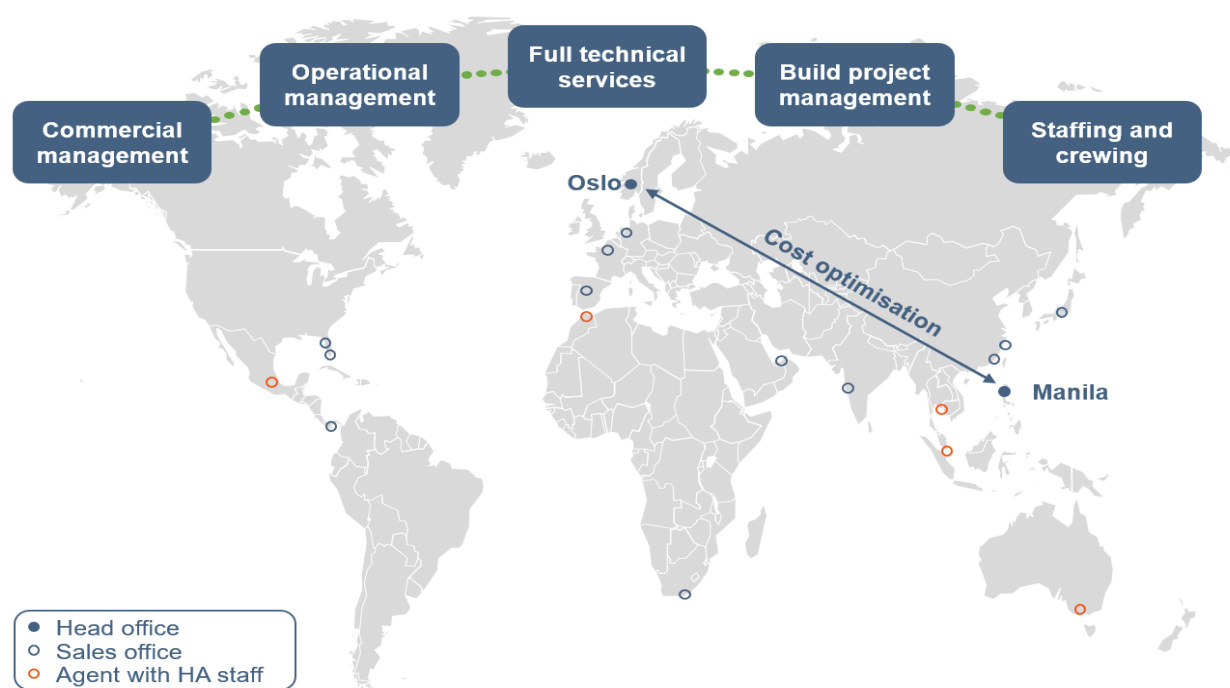 Commercial
management
Operational
management
Full technical
services
Build project
management
Staffing and
crewing
Oslo
Cost optimisation
Manila
Head office
Sales office
Agent with HA staff